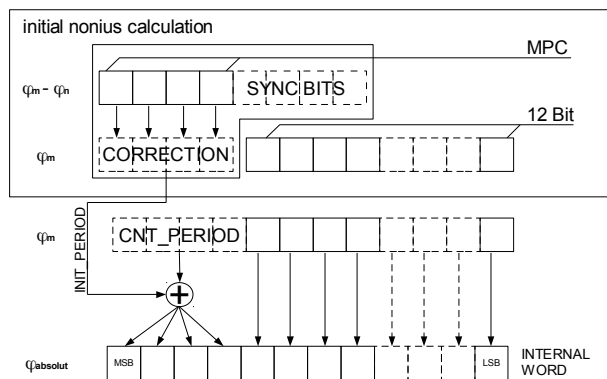 initial nonius calculation
MPC
φm - φn
SYNC BITS
12 Bit
φm
CORRECTION
φm
CNT_PERIOD
INIT_PERIOD
+
φabsolut
MSB
LSB
INTERNAL
WORD